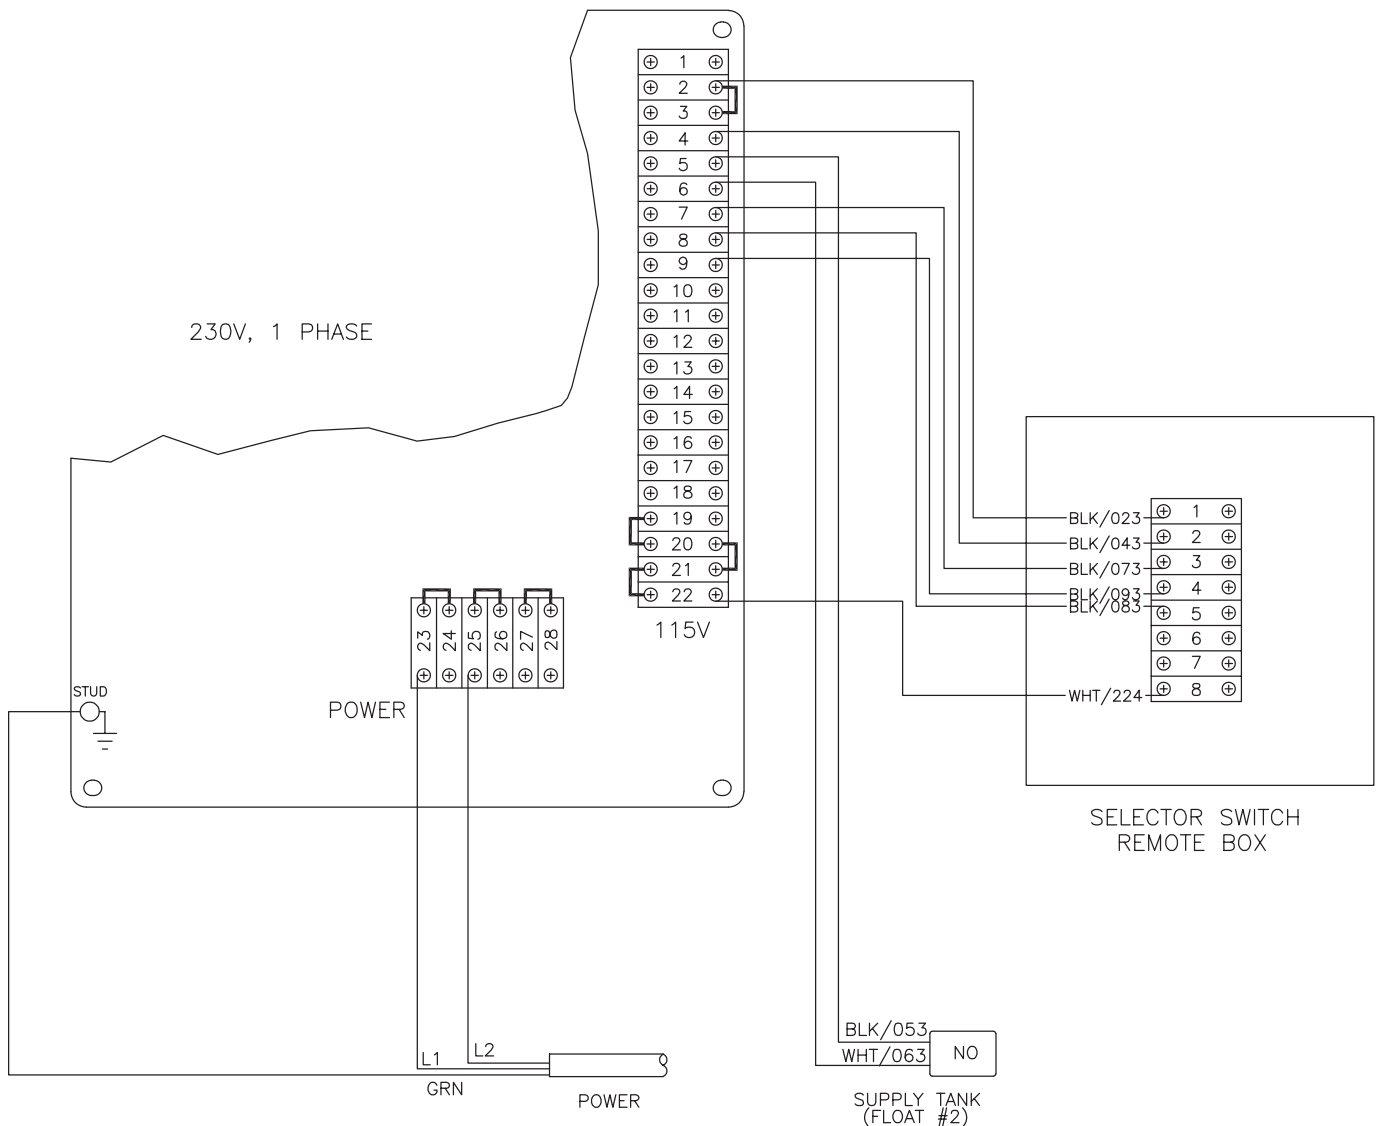 1
2
3
4
5
6
7
8
9
10
11
12
13
14
15
16
17
18
19
20
21
22
115V
230V, 1 PHASE
23 24 25 26 27 28
POWER
STUD
BLK/023 1
BLK/043 2
BLK/073 3
BLK/093 4
BLK/083 5
6
7
WHT/224 8
SELECTOR SWITCH
REMOTE BOX
L1
L2
GRN
POWER
BLK/053
WHT/063
NO
SUPPLY TANK
(FLOAT #2)